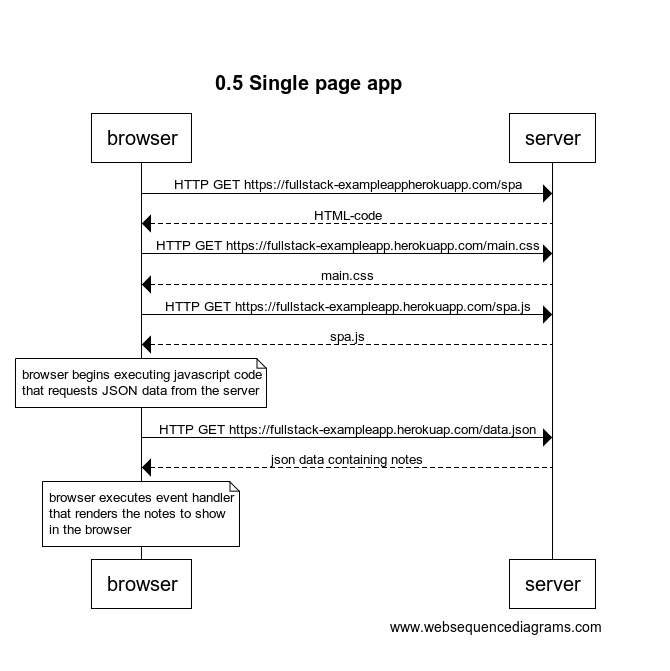 0.5 Single page app
browser
server
HTTP GET https://fullstack-exampleappherokuapp.com/spa
HTML-code
HTTP GET https://fullstack-exampleapp.herokuapp.com/main.css
main.css
HTTP GET https://fullstack-exampleapp.herokuapp.com/spa.js
spa.js
browser begins executing javascript code
that requests JSON data from the server
HTTP GET https://fullstack-exampleapp.herokuap.com/data.json
json data containing notes
browser executes event handler
that renders the notes to show
in the browser
browser
server
www.websequencediagrams.com